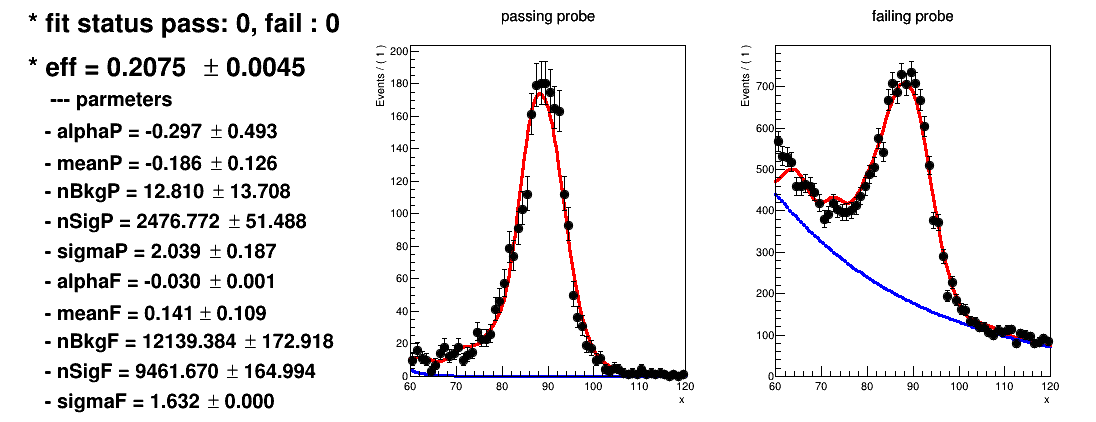 * fit status pass: 0, fail : 0
* eff = 0.2075 ± 0.0045
--- parmeters
- alphaP = -0.297 ± 0.493
- meanP = -0.186 ± 0.126
- nBkgP = 12.810 ± 13.708
- nSigP = 2476.772 ± 51.488
- sigmaP = 2.039 ± 0.187
- alphaF = -0.030 ± 0.001
- meanF = 0.141 ± 0.109
- nBkgF = 12139.384 ± 172.918
- nSigF = 9461.670 ± 164.994
- sigmaF = 1.632 ± 0.000
passing probe
Events / ( 1 )
200
180
160
140
120
100
80
60
40
20
0
60 70 80 90 100 110 120
x
failing probe
Events / ( 1 )
700
600
500
400
300
200
100
0
60 70 80 90 100 110 120
x